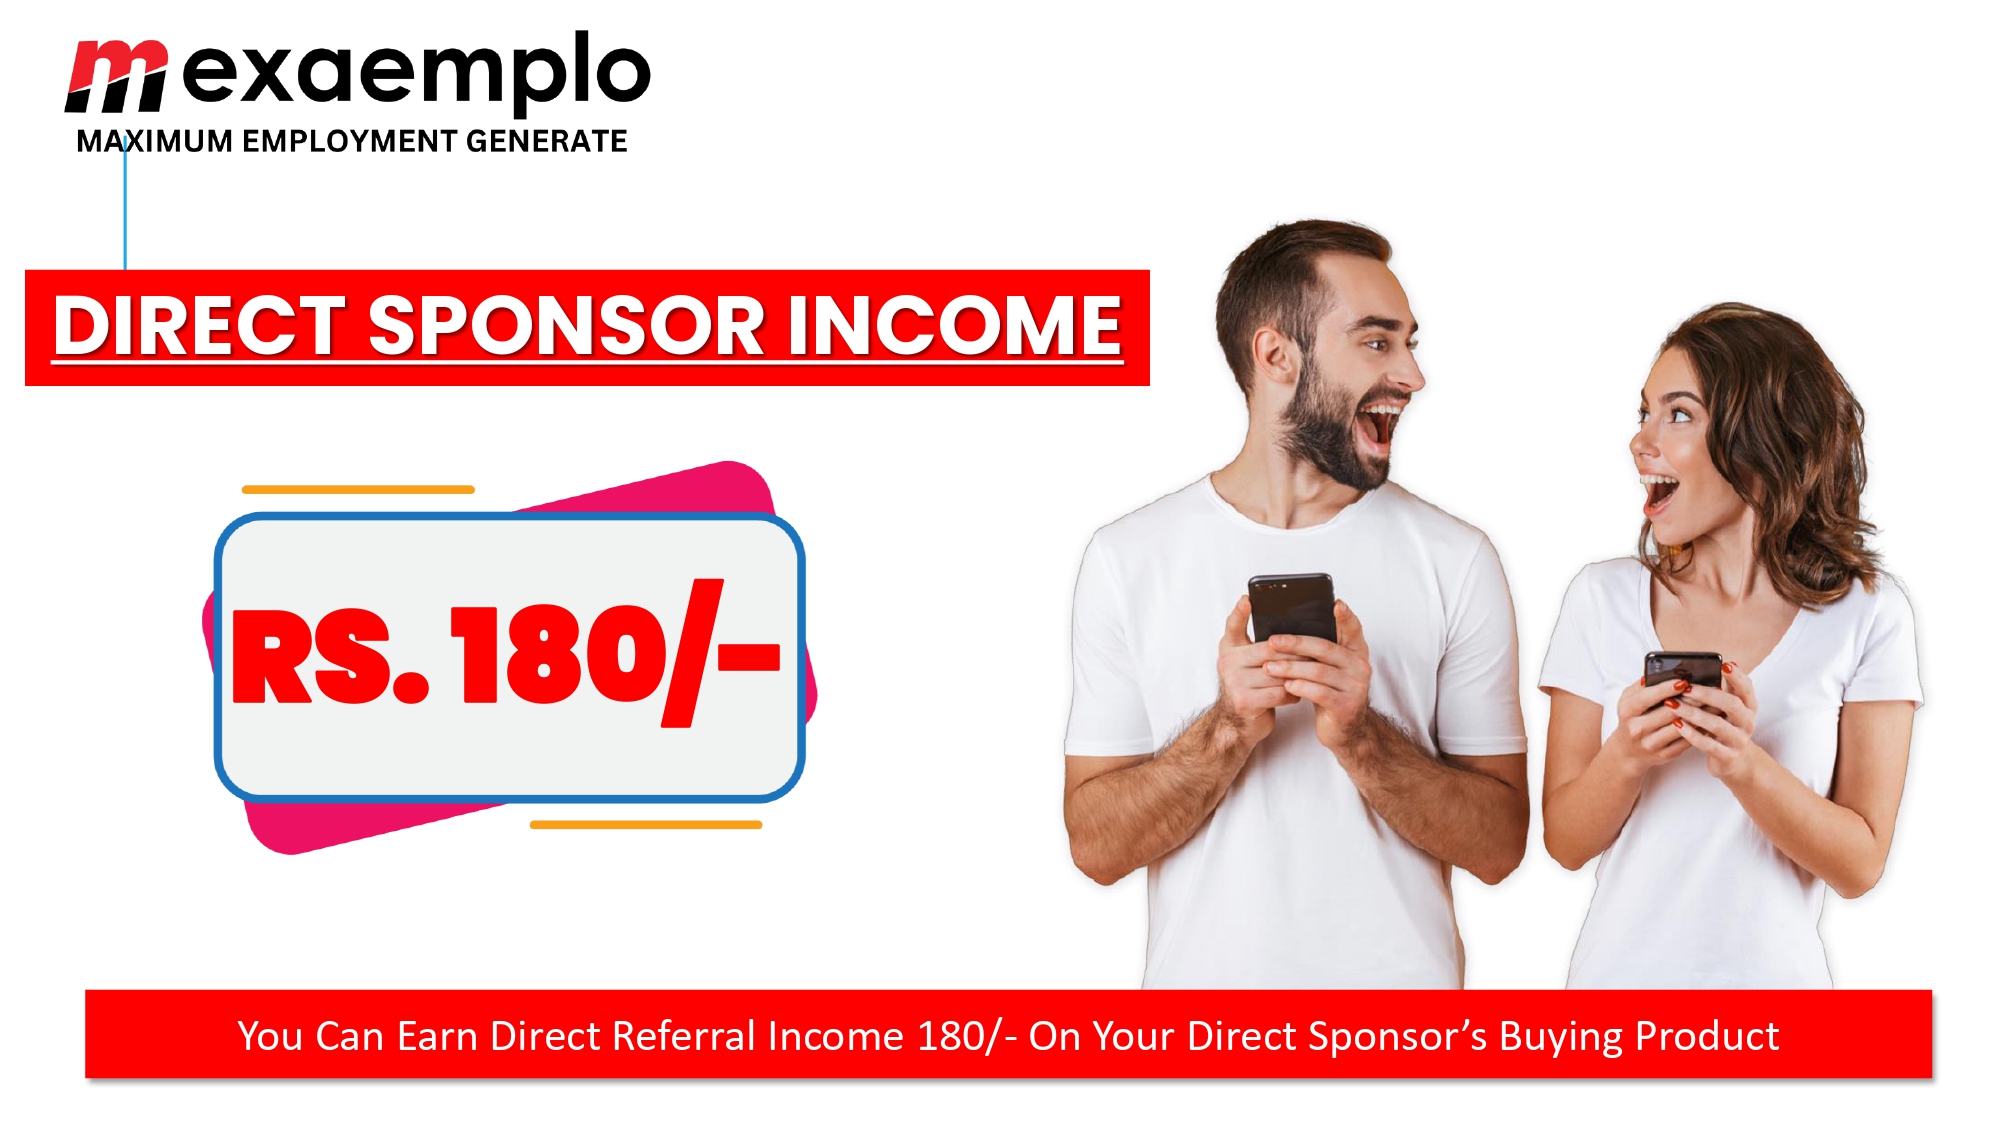 mexaemplo
MAXIMUM EMPLOYMENT GENERATE
DIRECT SPONSOR INCOME
RS. 180/-
You Can Earn Direct Referral Income 180/- On Your Direct Sponsor’s Buying Product